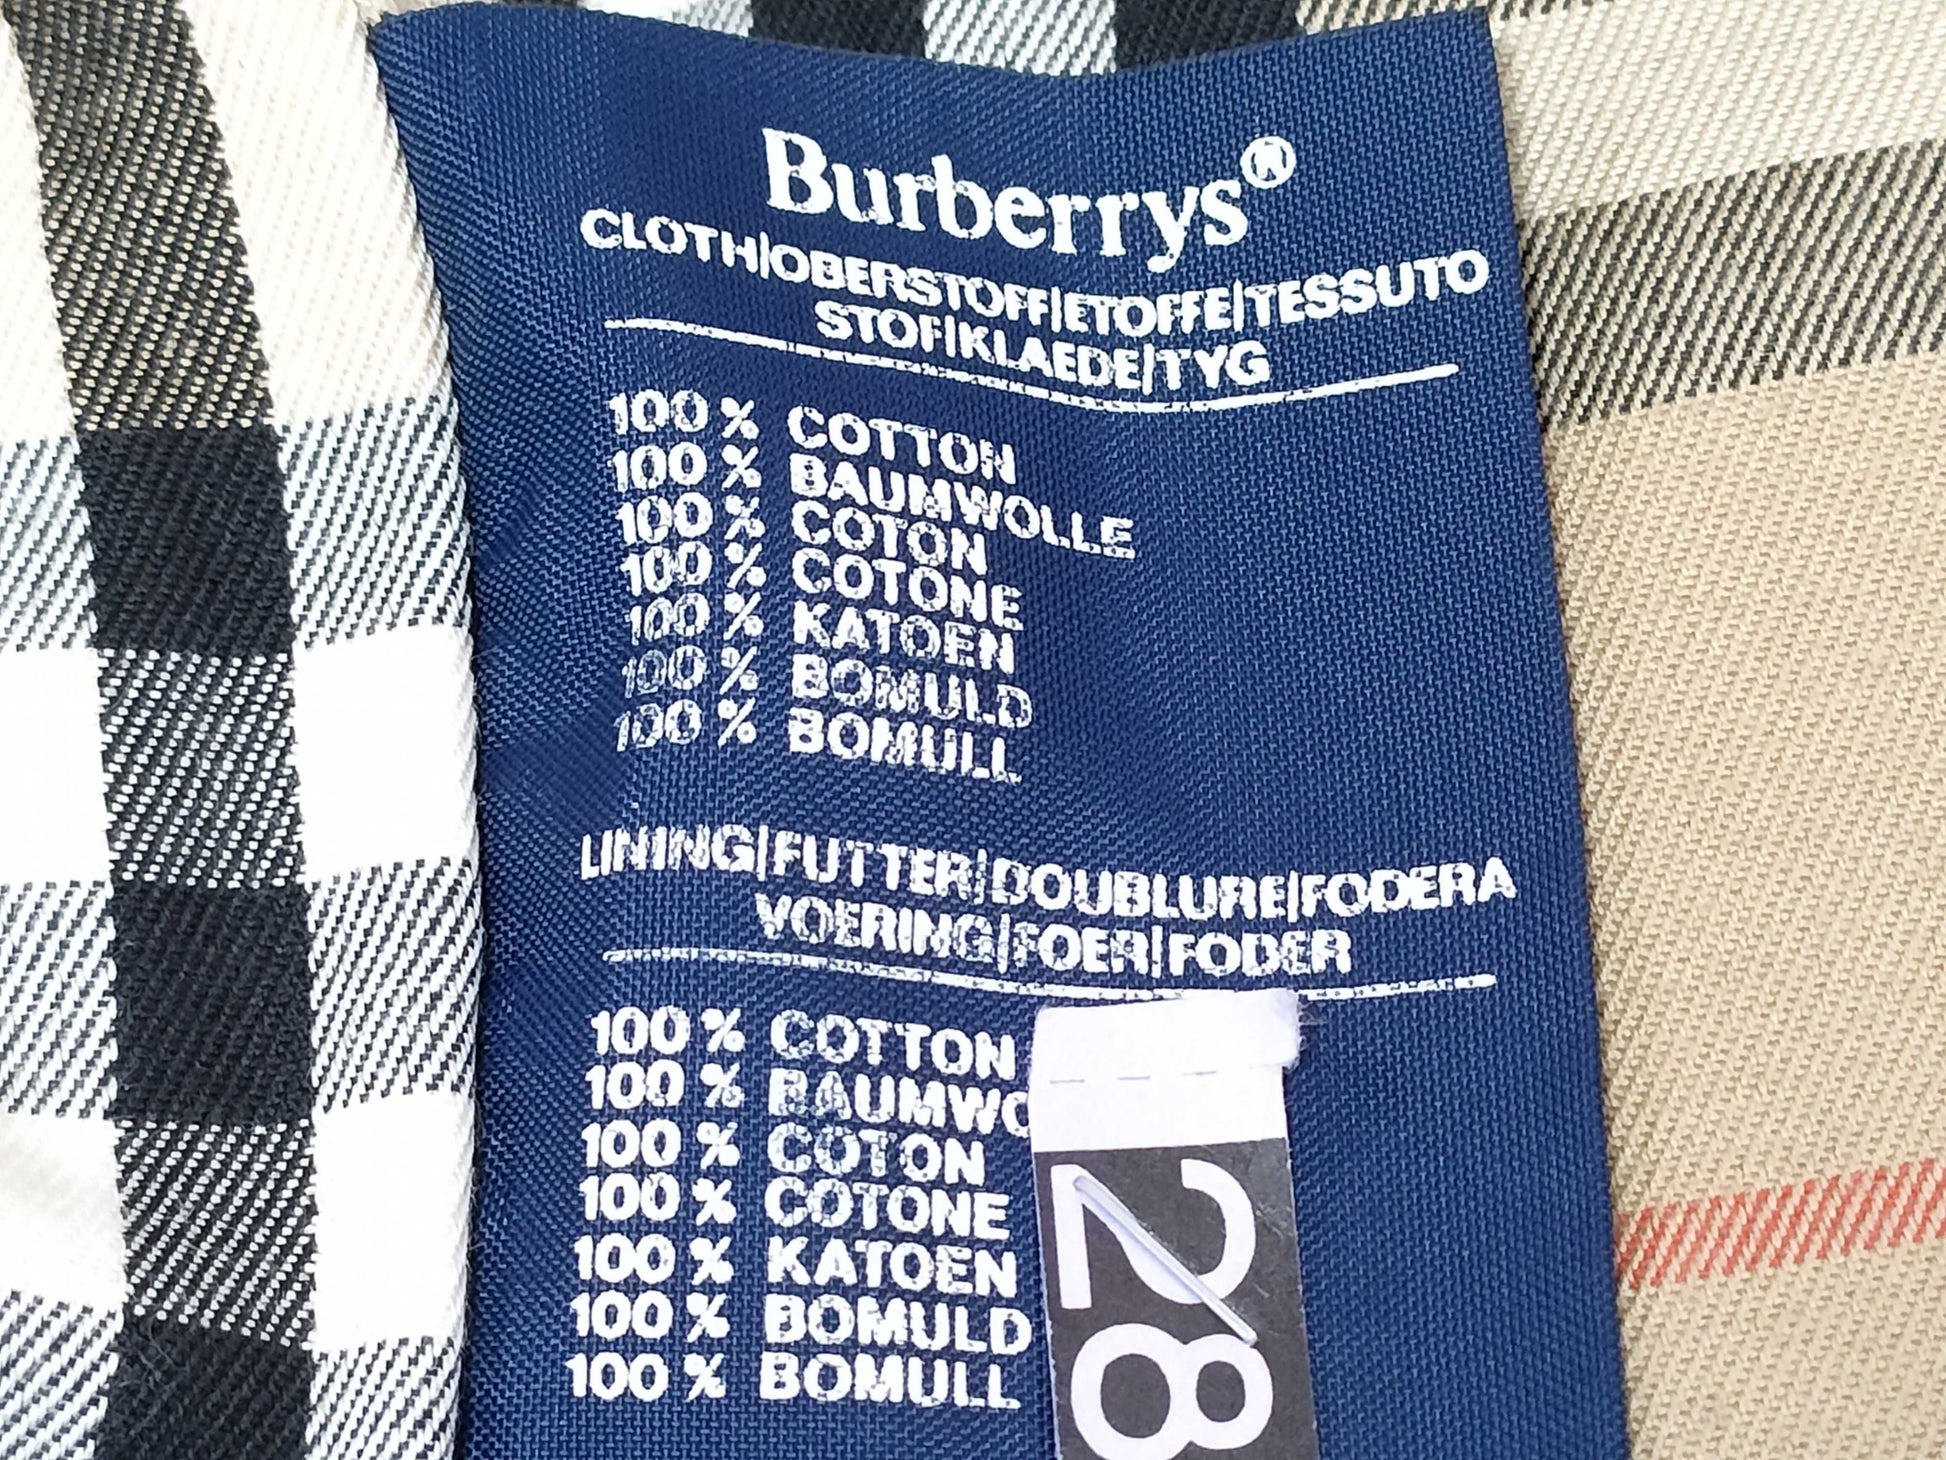 Burberrys®
CLOTH|OBERSTOFF|ETOFFE|TESSUTO
STOF|KLAEDE|TYG
100 % COTTON
100 % BAUMWOLLE
100 % COTON
100 % COTONE
100 % KATOEN
100 % BOMULD
100 % BOMULL
LINING|FUTTER|DOUBLURE|FODERA
VOERING|FOER|FODER
100 % COTTON
100 % BAUMWO
100 % COTON
100 % COTONE
100 % KATOEN
100 % BOMULD
100 % BOMULL
28